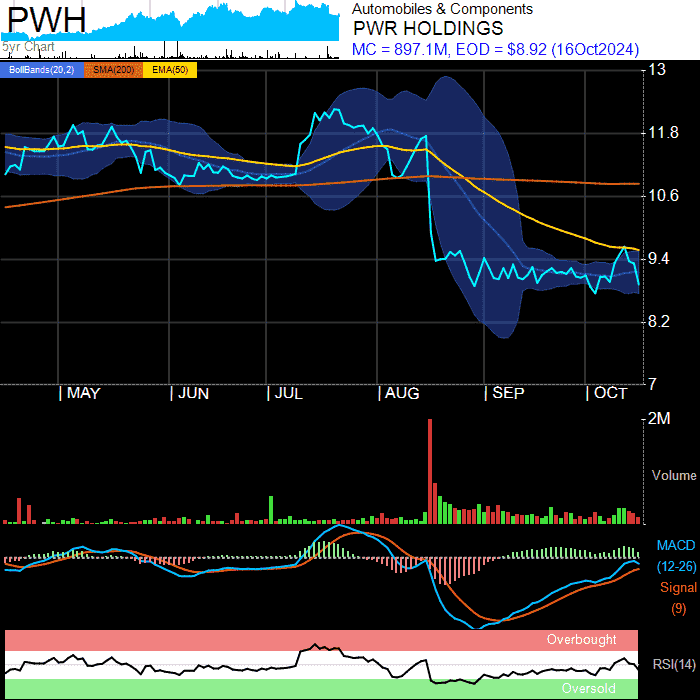 PWH
5yr Chart
Automobiles & Components
PWR HOLDINGS
MC = 897.1M, EOD = $8.92 (16Oct2024)
BollBands(20,2) SMA(200) EMA(50)
13
11.8
10.6
9.4
8.2
7
MAY JUN JUL AUG SEP OCT
2M
Volume
MACD
(12-26)
Signal
(9)
Overbought
RSI(14)
Oversold